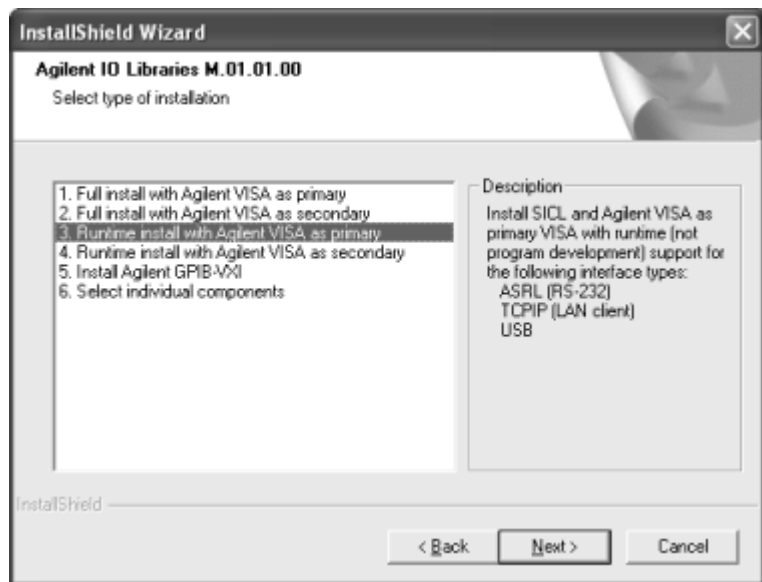 InstallShield Wizard
Agilent IO Libraries M.01.01.00
Select type of installation
1. Full install with Agilent VISA as primary
2. Full install with Agilent VISA as secondary
3. Runtime install with Agilent VISA as primary
4. Runtime install with Agilent VISA as secondary
5. Install Agilent GPIB-VXI
6. Select individual components
Description
Install SICL and Agilent VISA as
primary VISA with runtime (not
program development) support for
the following interface types:
ASRL (RS-232)
TCPIP (LAN client)
USB
InstallShield
< Back
Next >
Cancel